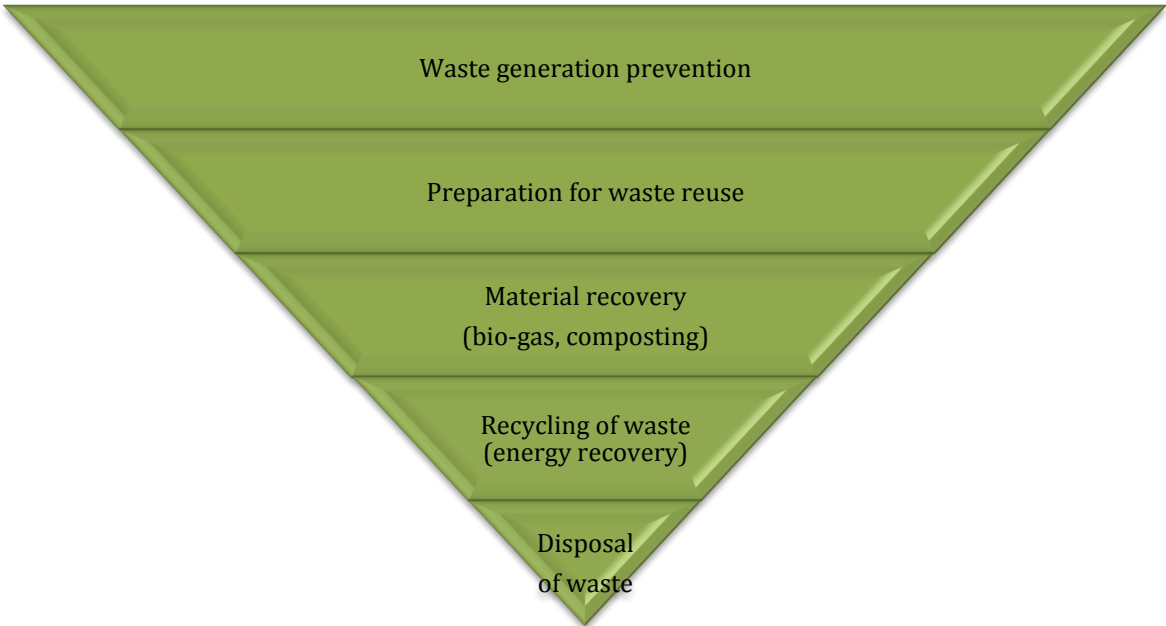 Waste generation prevention
Preparation for waste reuse
Material recovery
(bio-gas, composting)
Recycling of waste
(energy recovery)
Disposal
of waste